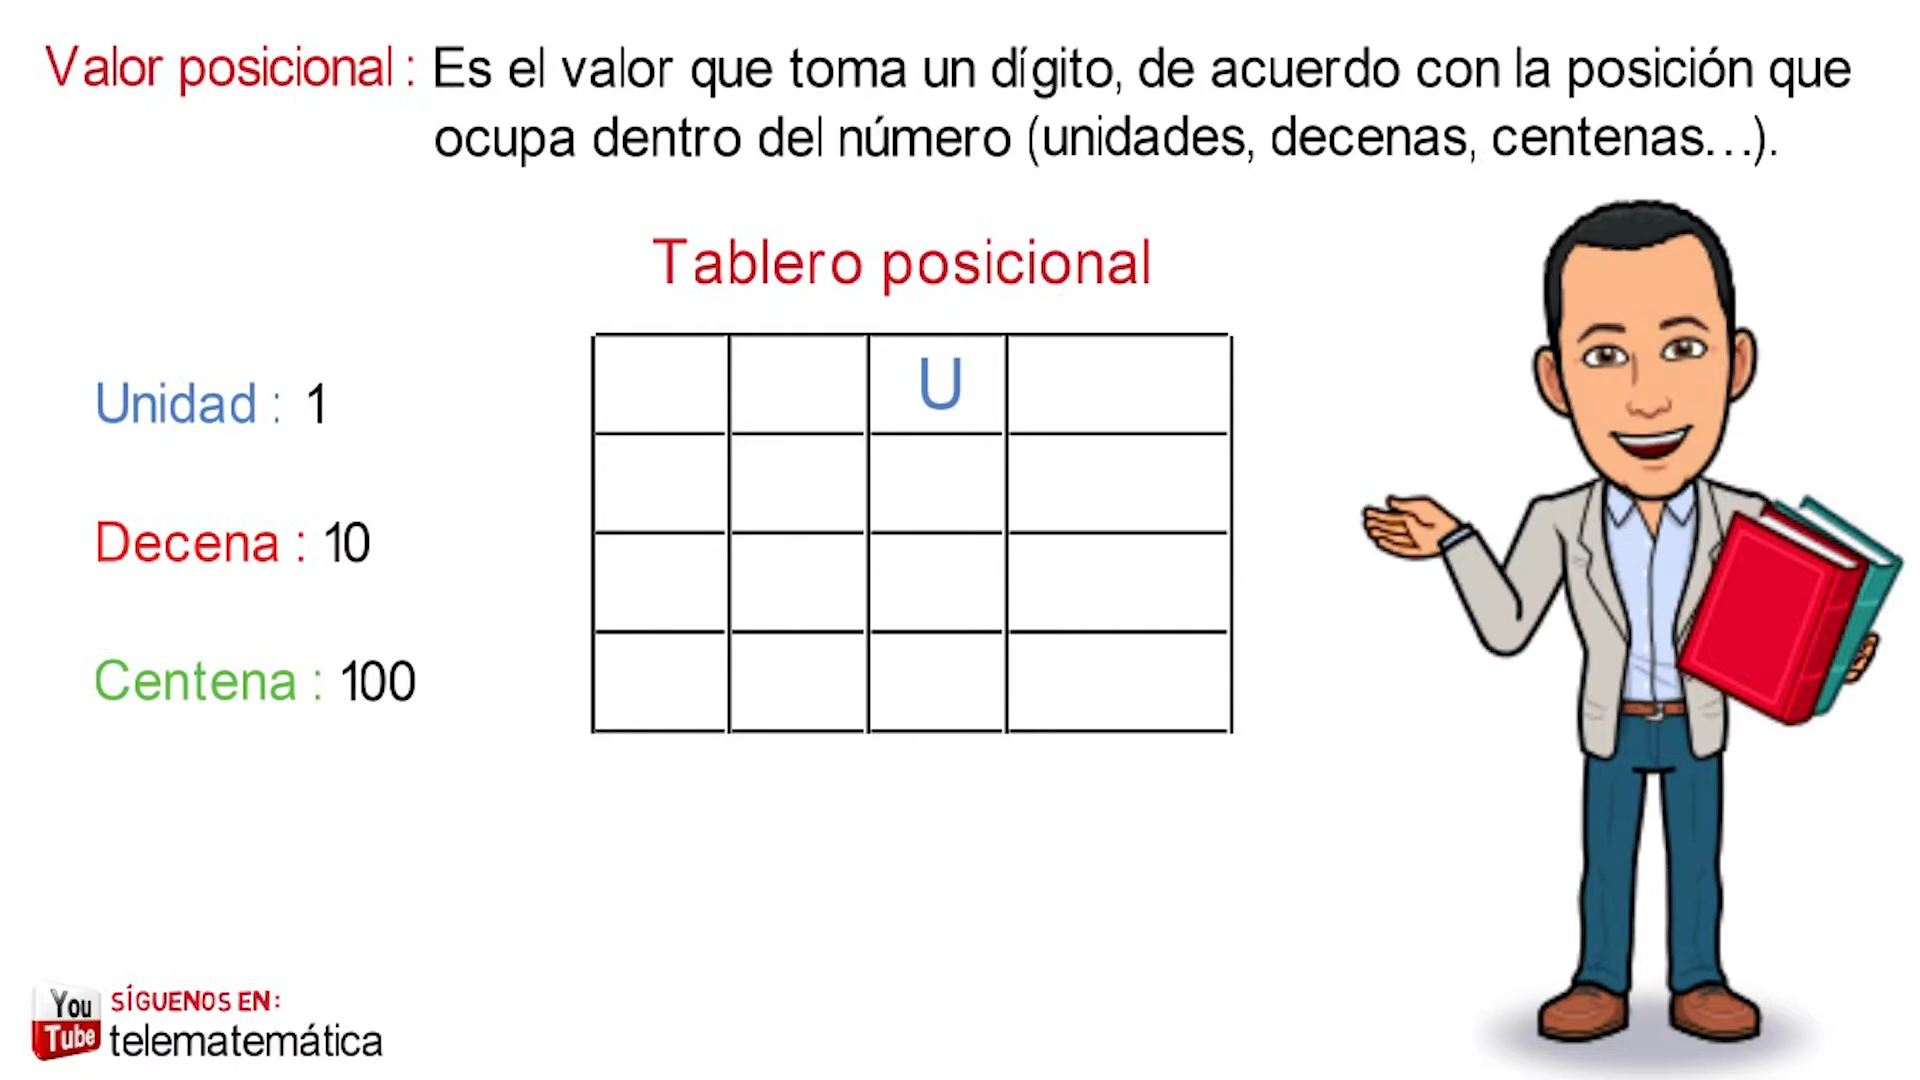 Valor posicional : Es el valor que toma un dígito, de acuerdo con la posición que
ocupa dentro del número (unidades, decenas, centenas...).
Tablero posicional
U
Unidad : 1
Decena : 10
Centena : 100
You
Tube
SÍGUENOS EN:
telematemática